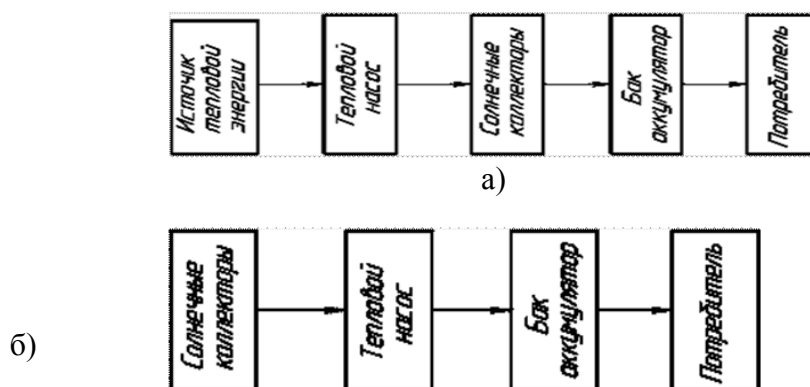 Источник
тепловой
энергии
Тепловой
насос
Солнечные
коллекторы
Бак
аккумулятор
Потребитель
а)
б)
Солнечные
коллекторы
Тепловой
насос
Бак
аккумулятор
Потребитель